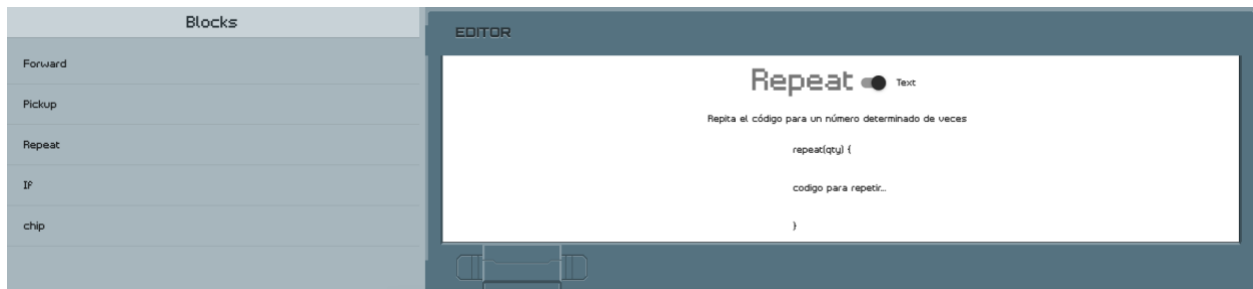 Blocks
Forward
Pickup
Repeat
If
chip
EDITOR
Repeat Text
Repita el código para un número determinado de veces
repeat(qty) {
codigo para repetir...
}